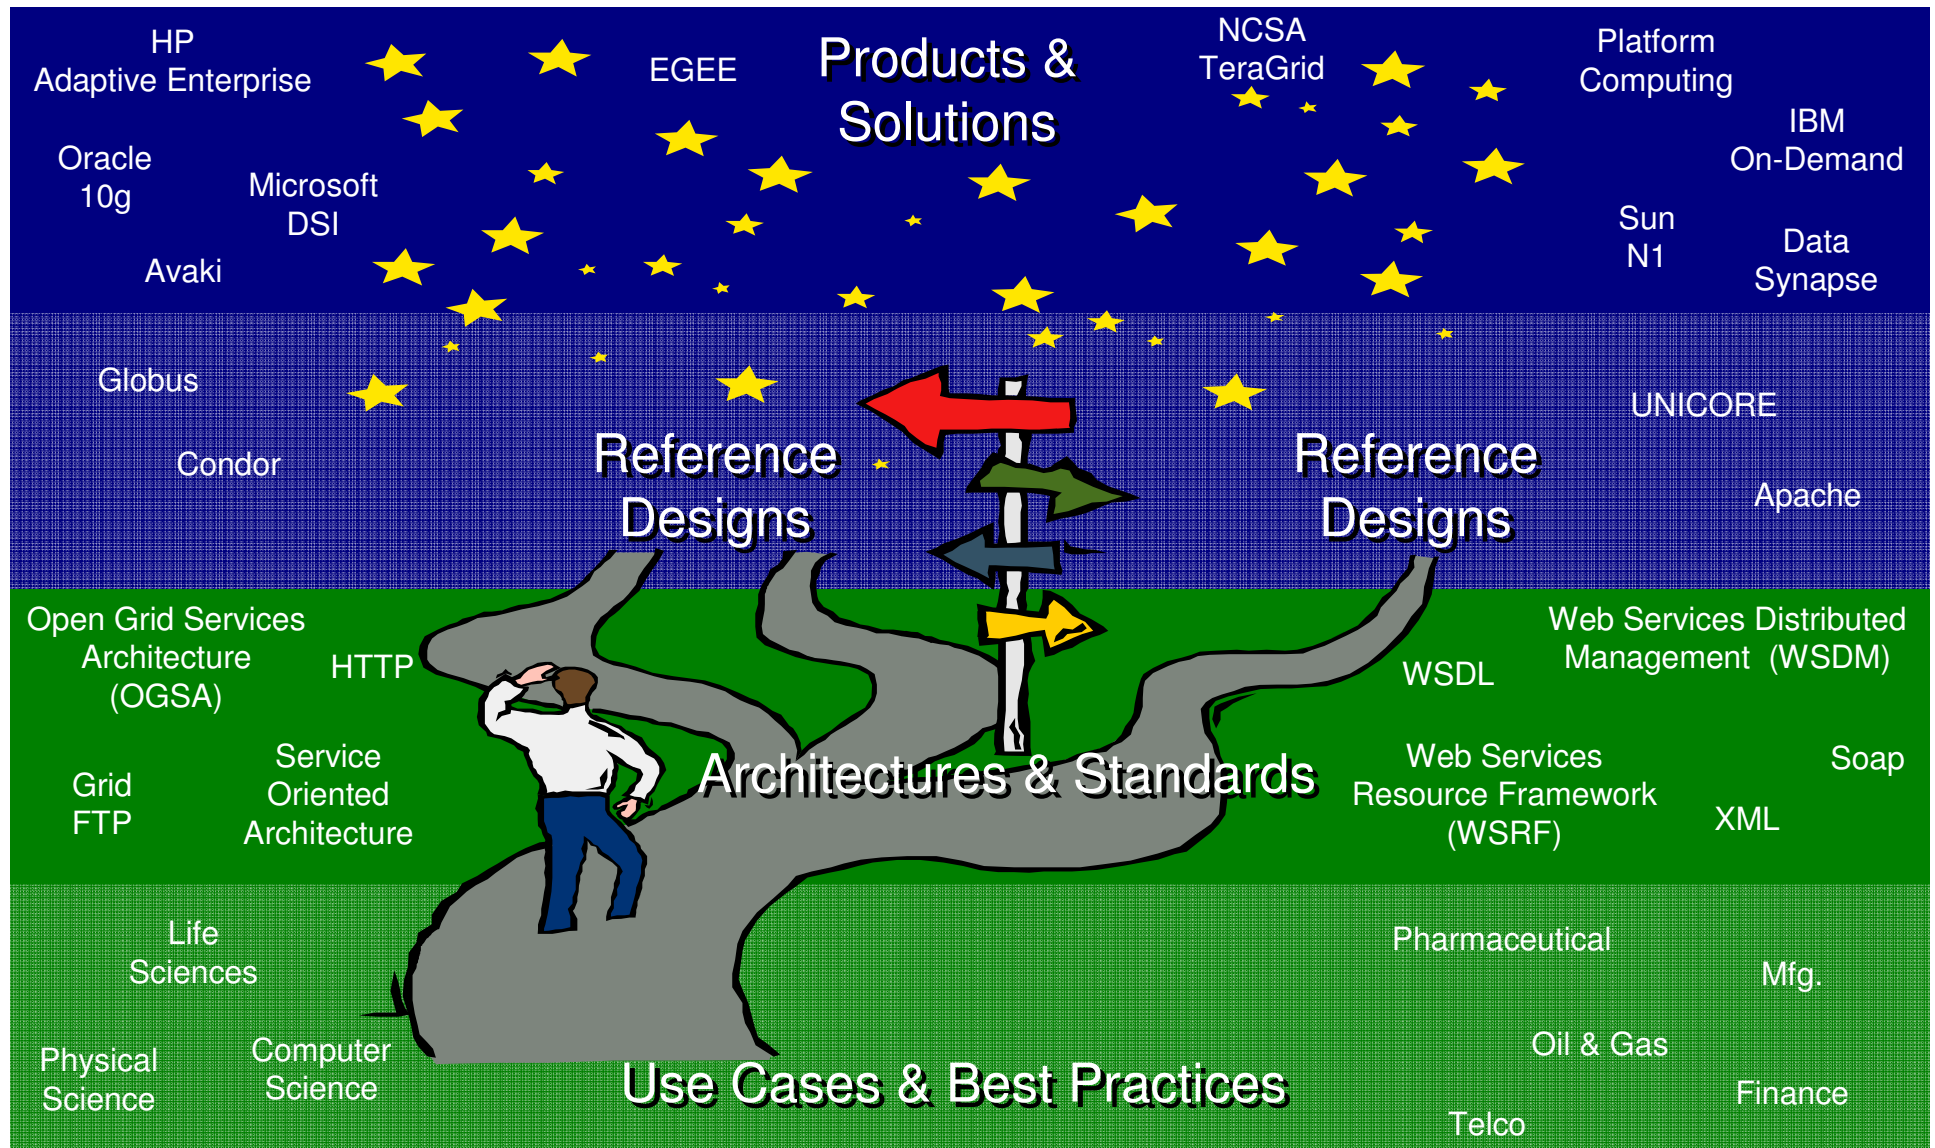 HP
Adaptive Enterprise
EGEE
Products &
Solutions
NCSA
TeraGrid
Platform
Computing
IBM
On-Demand
Oracle
10g
Microsoft
DSI
Avaki
Sun
N1
Data
Synapse
Globus
Condor
Reference
Designs
Reference
Designs
UNICORE
Apache
Open Grid Services
Architecture
(OGSA)
HTTP
Grid
FTP
Service
Oriented
Architecture
Architectures & Standards
WSDL
Web Services Distributed
Management (WSDM)
Web Services
Resource Framework
(WSRF)
Soap
XML
Life
Sciences
Physical
Science
Computer
Science
Use Cases & Best Practices
Pharmaceutical
Mfg.
Oil & Gas
Finance
Telco